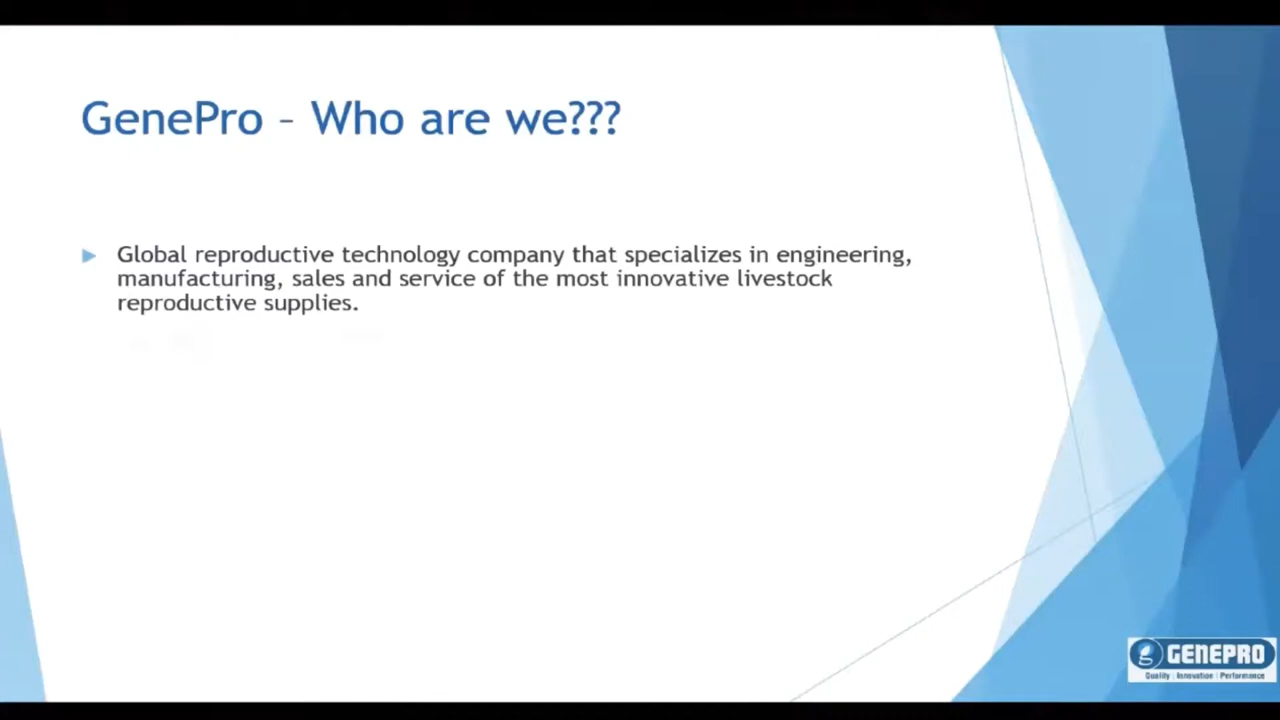 GenePro – Who are we???
Global reproductive technology company that specializes in engineering,
manufacturing, sales and service of the most innovative livestock
reproductive supplies.
g GENEPRO
Quality | Innovation | Performance